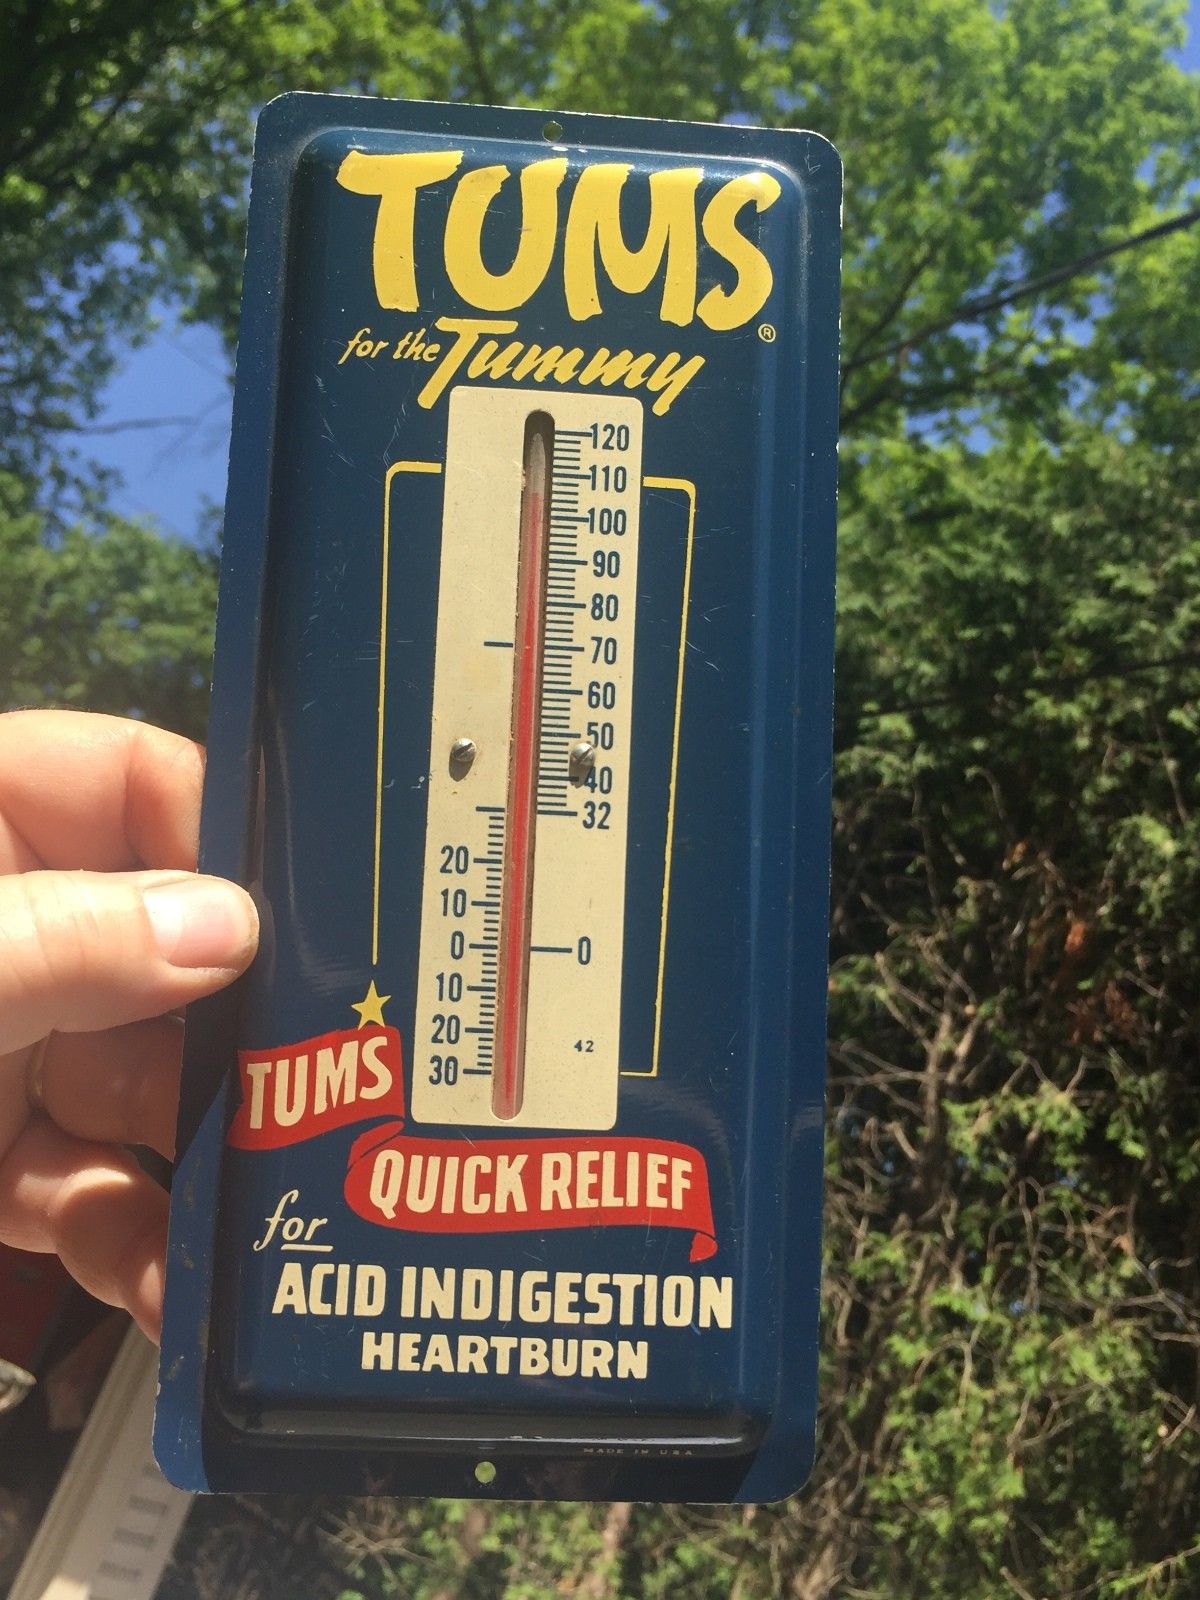 TUMS
®
for the Tummy
120
110
100
90
80
70
60
50
40
32
20
10
0 0
10
20 42
30
TUMS
QUICK RELIEF
for
ACID INDIGESTION
HEARTBURN
MADE IN USA